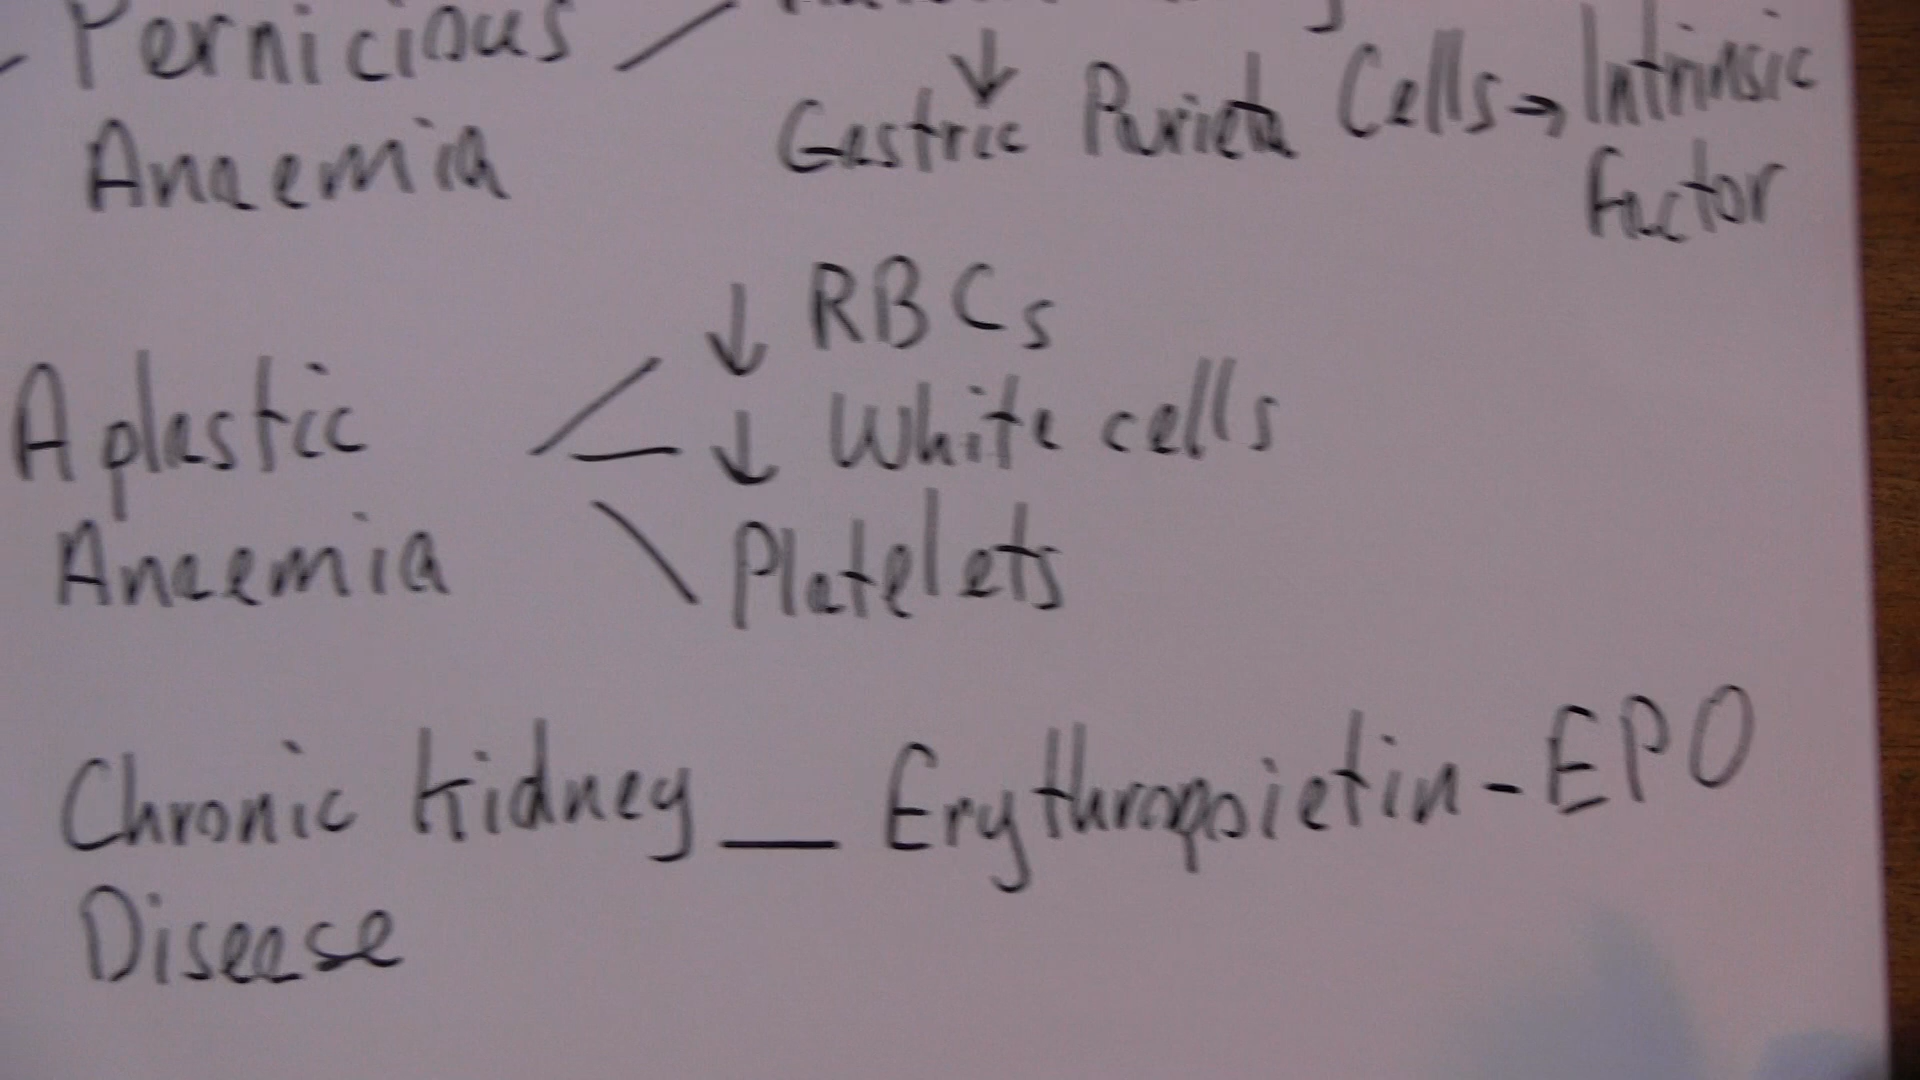 Pernicious
Anaemia
↓
Gastric Parieta Cells → Intrinsic
Factor
↓ RBCs
Aplastic ↓ White cells
Anaemia Platelets
Chronic Kidney — Erythropoietin - EPO
Disease